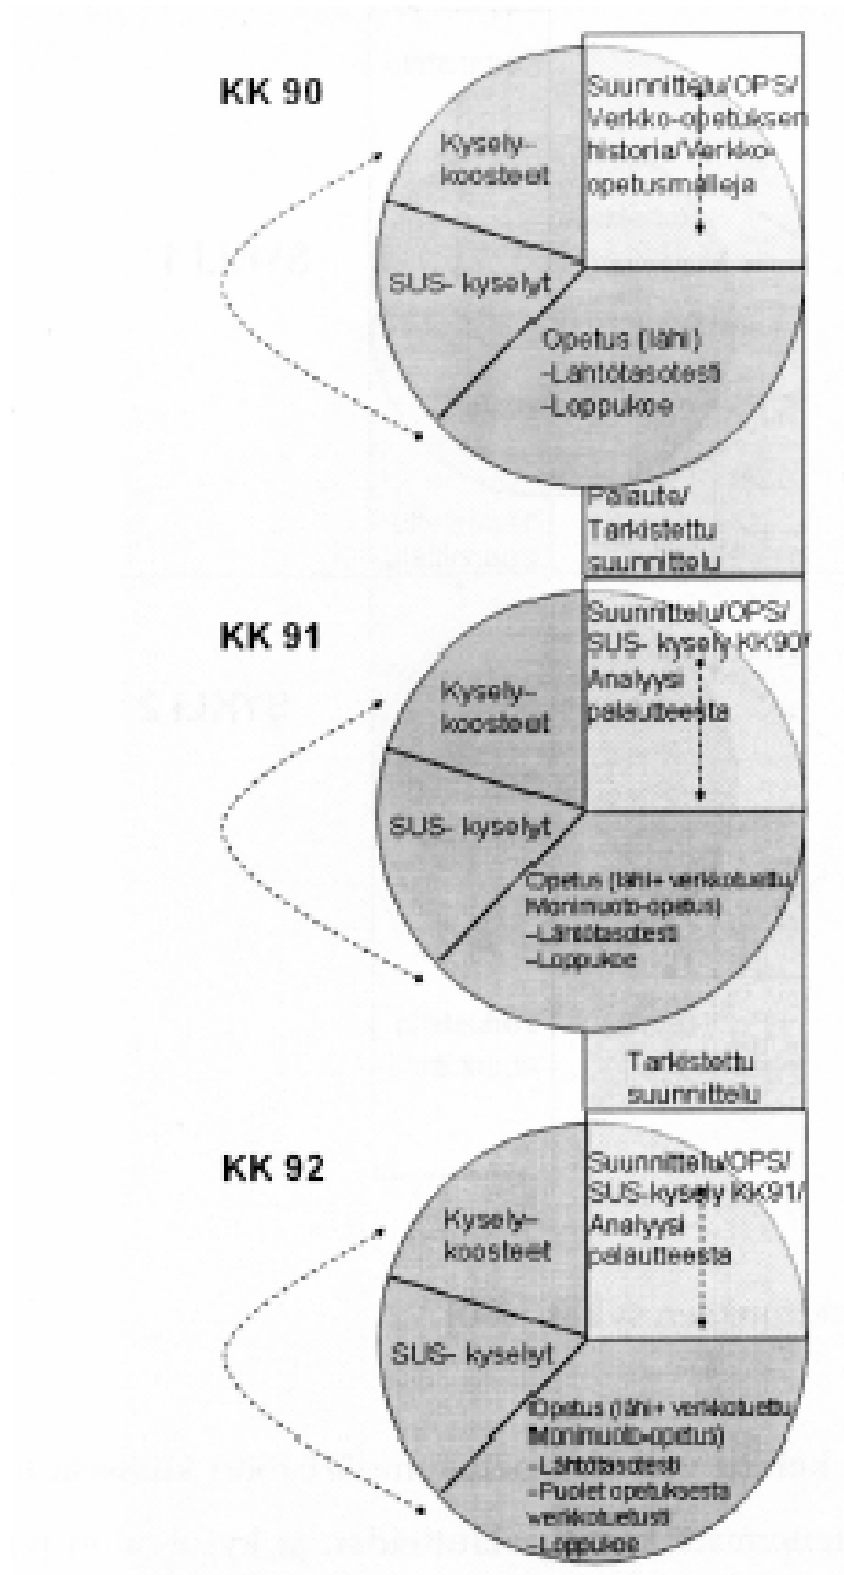 KK 90
Suunnittelu/OPS/
Verkko-opetuksen
historia/Verkko-
opetusmalleja
Kysely-
koosteet
SUS- kyselyt
Opetus (lähi)
-Lähtötasotesti
-Loppukoe
Palaute/
Tarkistettu
suunnittelu
KK 91
Suunnittelu/OPS/
SUS- kysely KK90/
Analyysi
palautteesta
Kysely-
koosteet
SUS- kyselyt
Opetus (lähi+ verkkotuettu/
Monimuoto-opetus)
-Lähtötasotesti
-Loppukoe
Tarkistettu
suunnittelu
KK 92
Suunnittelu/OPS/
SUS-kysely KK91/
Analyysi
palautteesta
Kysely-
koosteet
SUS- kyselyt
Opetus (lähi+ verkkotuettu/
Monimuoto-opetus)
-Lähtötasotesti
-Puolet opetuksesta
verkkotuetusti
-Loppukoe